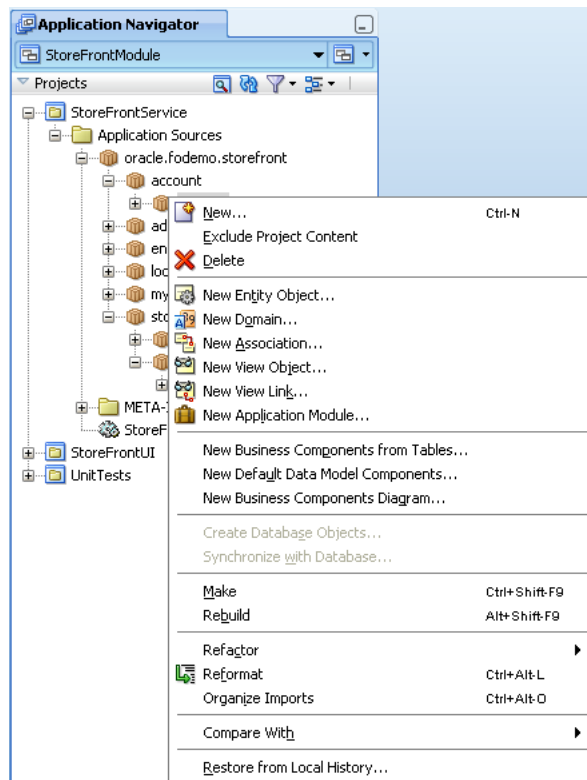 Application Navigator
StoreFrontModule
Projects
StoreFrontService
Application Sources
oracle.fodemo.storefront
account
New... Ctrl-N
Exclude Project Content
ad
Delete
en
loc
my
New Entity Object...
sto
New Domain...
New Association...
New View Object...
New View Link...
META-
New Application Module...
StoreF
StoreFrontUI
New Business Components from Tables...
UnitTests
New Default Data Model Components...
New Business Components Diagram...
Create Database Objects...
Synchronize with Database...
Make Ctrl+Shift-F9
Rebuild Alt+Shift-F9
Refactor
Reformat Ctrl+Alt-L
Organize Imports Ctrl+Alt-O
Compare With
Restore from Local History...